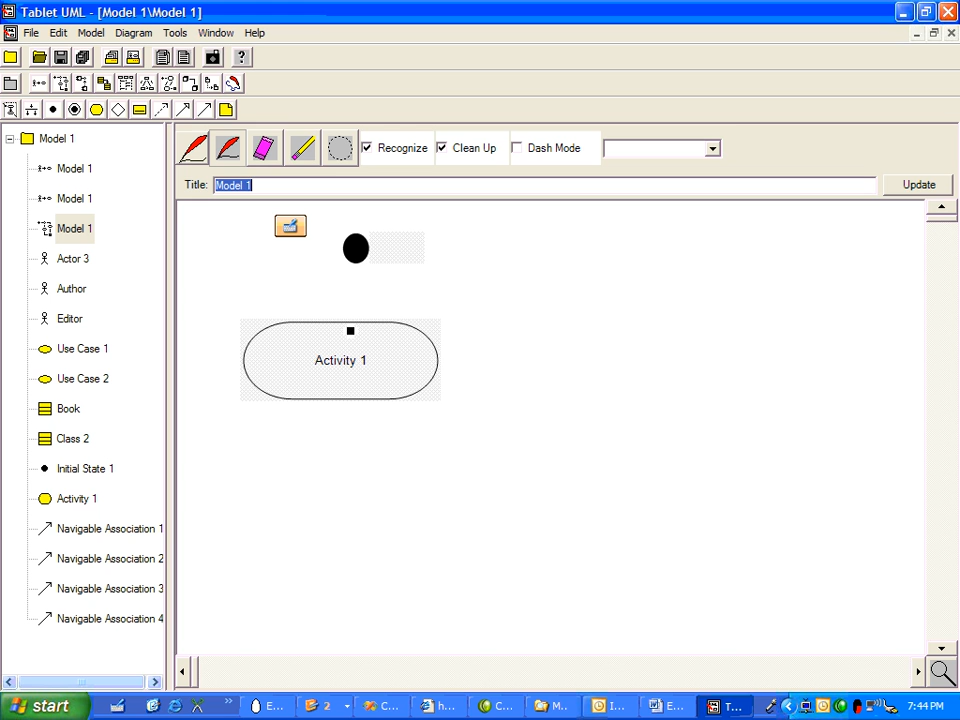 Tablet UML - [Model 1\Model 1]
File Edit Model Diagram Tools Window Help
Model 1
Model 1
Model 1
Model 1
Actor 3
Author
Editor
Use Case 1
Use Case 2
Book
Class 2
Initial State 1
Activity 1
Navigable Association 1
Navigable Association 2
Navigable Association 3
Navigable Association 4
Recognize Clean Up Dash Mode
Title: Model 1 Update
Activity 1
start 2 E... C... h... C... M... I... E... T... 7:44 PM